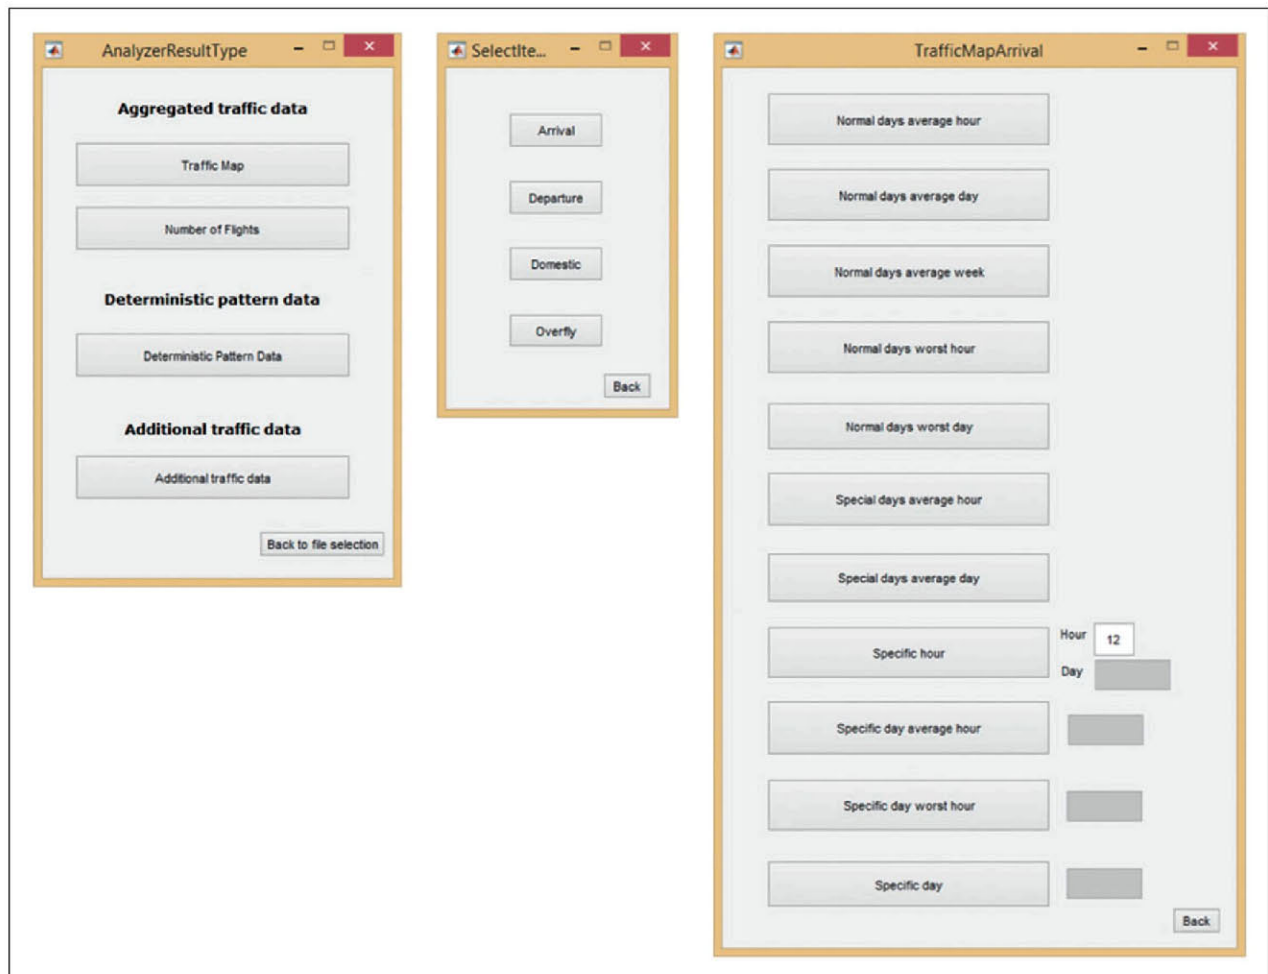 AnalyzerResultType
Aggregated traffic data
Traffic Map
Number of Flights
Deterministic pattern data
Deterministic Pattern Data
Additional traffic data
Additional traffic data
Back to file selection
SelectIte...
Arrival
Departure
Domestic
Overfly
Back
TrafficMapArrival
Normal days average hour
Normal days average day
Normal days average week
Normal days worst hour
Normal days worst day
Special days average hour
Special days average day
Specific hour
Hour 12
Day
Specific day average hour
Specific day worst hour
Specific day
Back